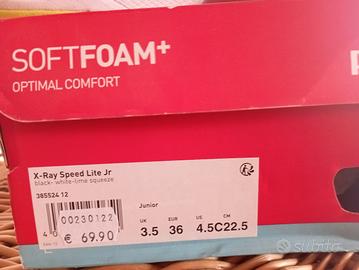 SOFTFOAM+
OPTIMAL COMFORT
X-Ray Speed Lite Jr
black- white-lime squeeze
385524 12
Junior
00230122
€ 69.90
UK EUR US CM
3.5 36 4.5C 22.5
subito